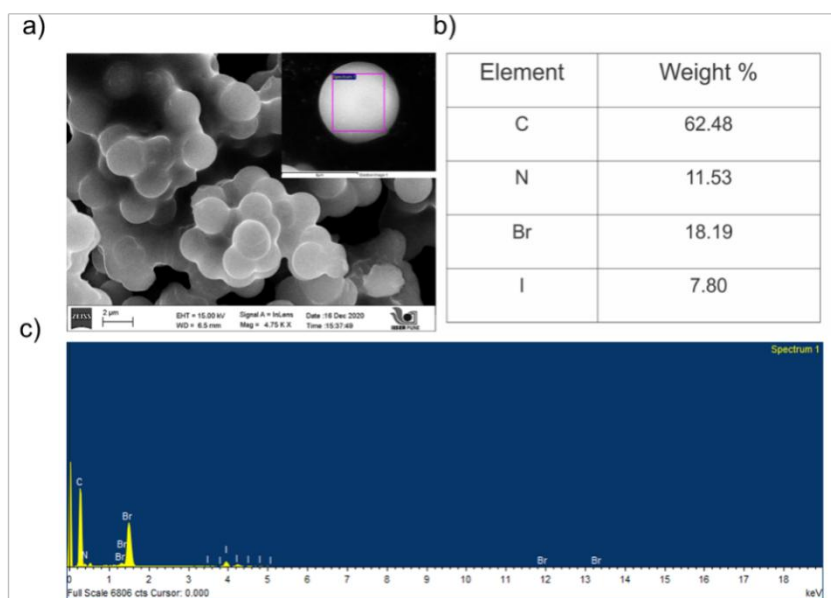 a)
Spectrum 1
2 µm
EHT = 15.00 kV
Signal A = InLens
Date :16 Dec 2020
WD = 6.5 mm
Mag = 4.75 K X
Time :15:37:49
ZEISS
b)
Element Weight %
C 62.48
N 11.53
Br 18.19
I 7.80
c)
Spectrum 1
C
N
Br
Br
Br
I
I
I
I
I
I
I
Br
Br
0 1 2 3 4 5 6 7 8 9 10 11 12 13 14 15 16 17 18
Full Scale 6806 cts Cursor: 0.000
keV